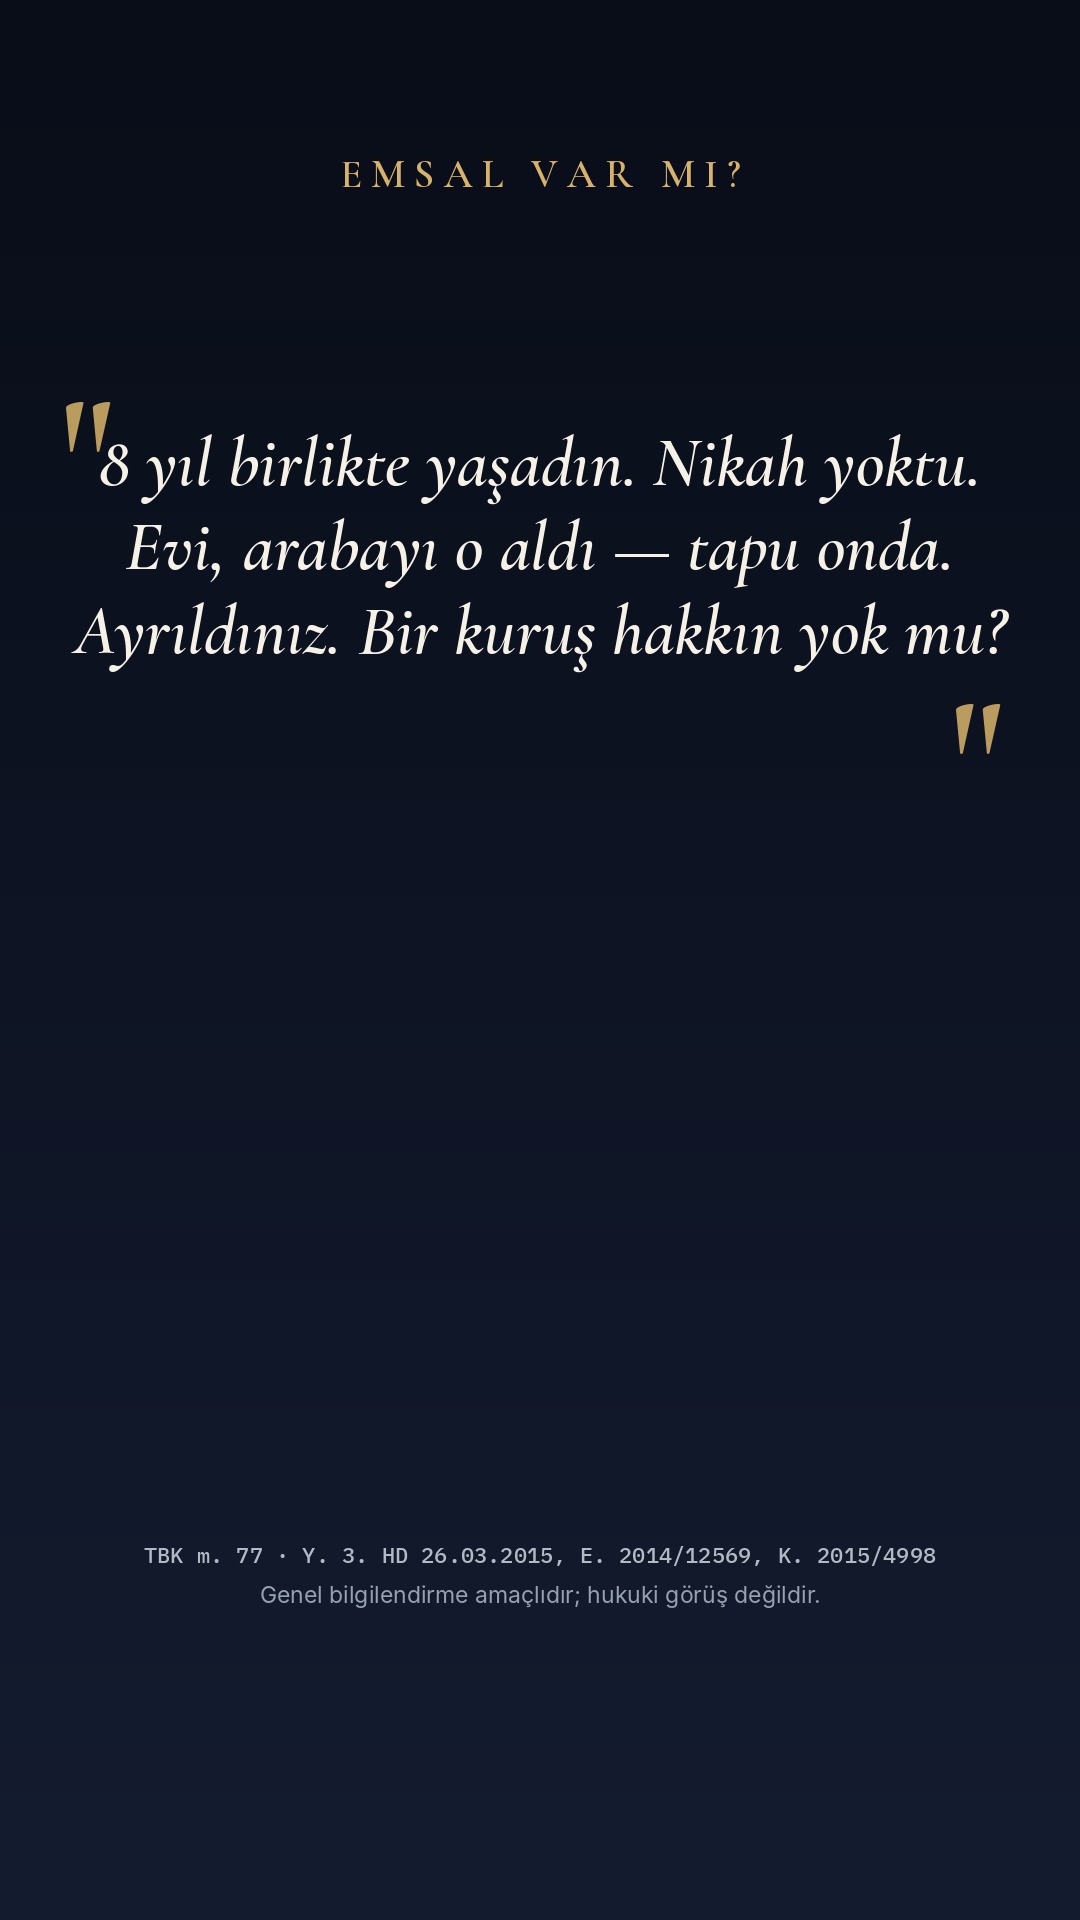 EMSAL VAR MI?
"8 yıl birlikte yaşadın. Nikah yoktu.
Evi, arabayı o aldı — tapu onda.
Ayrıldınız. Bir kuruş hakkın yok mu?
"
TBK m. 77 · Y. 3. HD 26.03.2015, E. 2014/12569, K. 2015/4998
Genel bilgilendirme amaçlıdır; hukuki görüş değildir.